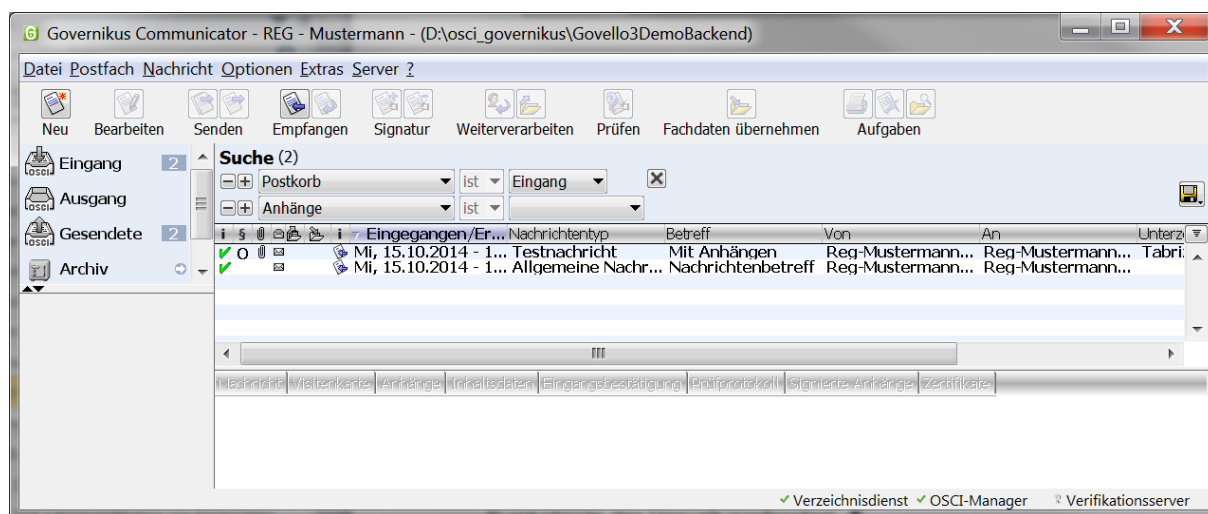 Governikus Communicator - REG - Mustermann - (D:\osci_governikus\Govello3DemoBackend)
Datei Postfach Nachricht Optionen Extras Server ?
Neu Bearbeiten Senden Empfangen Signatur Weiterverarbeiten Prüfen Fachdaten übernehmen Aufgaben
osci Eingang 2
osci Ausgang
osci Gesendete 2
Archiv
Suche (2)
Postkorb ist Eingang
Anhänge ist
i § i Eingegangen/Er... Nachrichtentyp Betreff Von An Unterz
O Mi, 15.10.2014 - 1... Testnachricht Mit Anhängen Reg-Mustermann... Reg-Mustermann... Tabri
Mi, 15.10.2014 - 1... Allgemeine Nachr... Nachrichtenbetreff Reg-Mustermann... Reg-Mustermann...
Nachricht Visitenkarte Anhänge Inhaltsdaten Eingangsbestätigung Prüfprotokoll Signierte Anhänge Zertifikate
Verzeichnisdienst OSCI-Manager ? Verifikationsserver